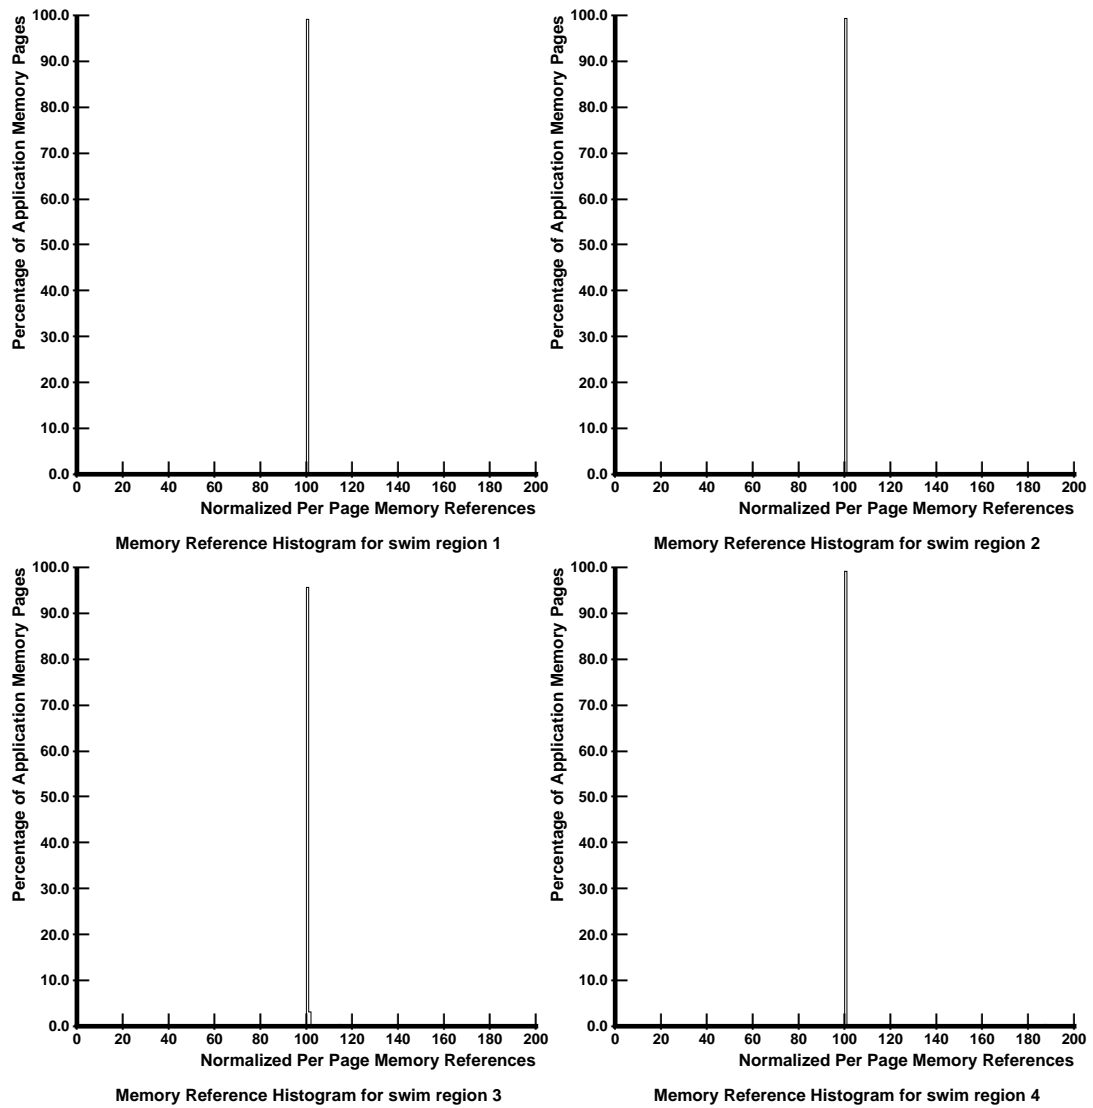 Percentage of Application Memory Pages
100.0
90.0
80.0
70.0
60.0
50.0
40.0
30.0
20.0
10.0
0.0
0 20 40 60 80 100 120 140 160 180 200
Normalized Per Page Memory References
Memory Reference Histogram for swim region 1
Percentage of Application Memory Pages
100.0
90.0
80.0
70.0
60.0
50.0
40.0
30.0
20.0
10.0
0.0
0 20 40 60 80 100 120 140 160 180 200
Normalized Per Page Memory References
Memory Reference Histogram for swim region 2
Percentage of Application Memory Pages
100.0
90.0
80.0
70.0
60.0
50.0
40.0
30.0
20.0
10.0
0.0
0 20 40 60 80 100 120 140 160 180 200
Normalized Per Page Memory References
Memory Reference Histogram for swim region 3
Percentage of Application Memory Pages
100.0
90.0
80.0
70.0
60.0
50.0
40.0
30.0
20.0
10.0
0.0
0 20 40 60 80 100 120 140 160 180 200
Normalized Per Page Memory References
Memory Reference Histogram for swim region 4